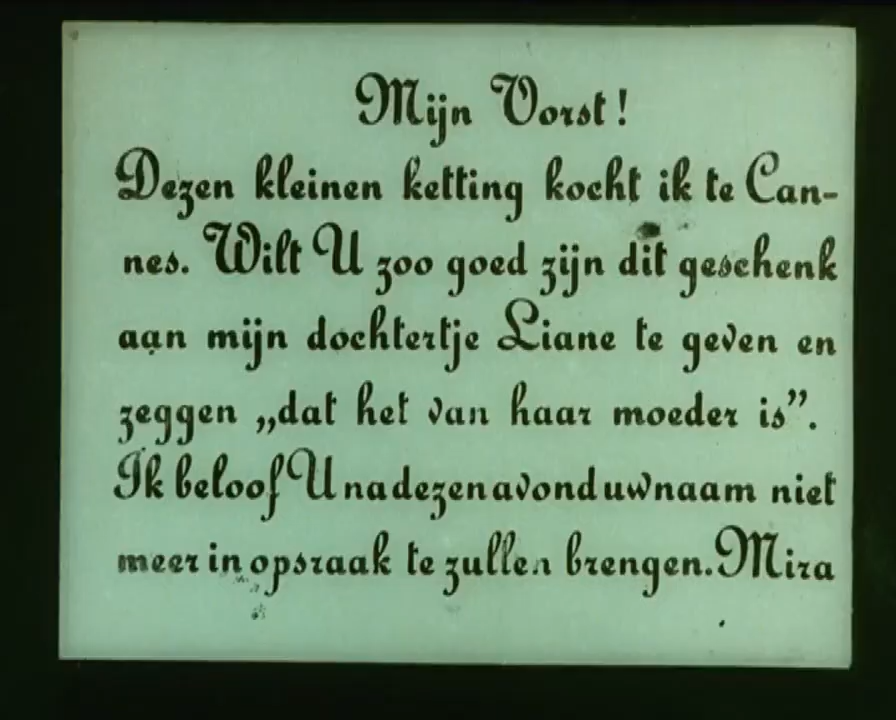 Mijn Vorst!
Dezen kleinen ketting kocht ik te Can-
nes. Wilt U zoo goed zijn dit geschenk
aan mijn dochtertje Liane te geven en
zeggen „dat het van haar moeder is”.
Ik beloof U na dezen avond uw naam niet
meer in opsraak te zullen brengen. Mira